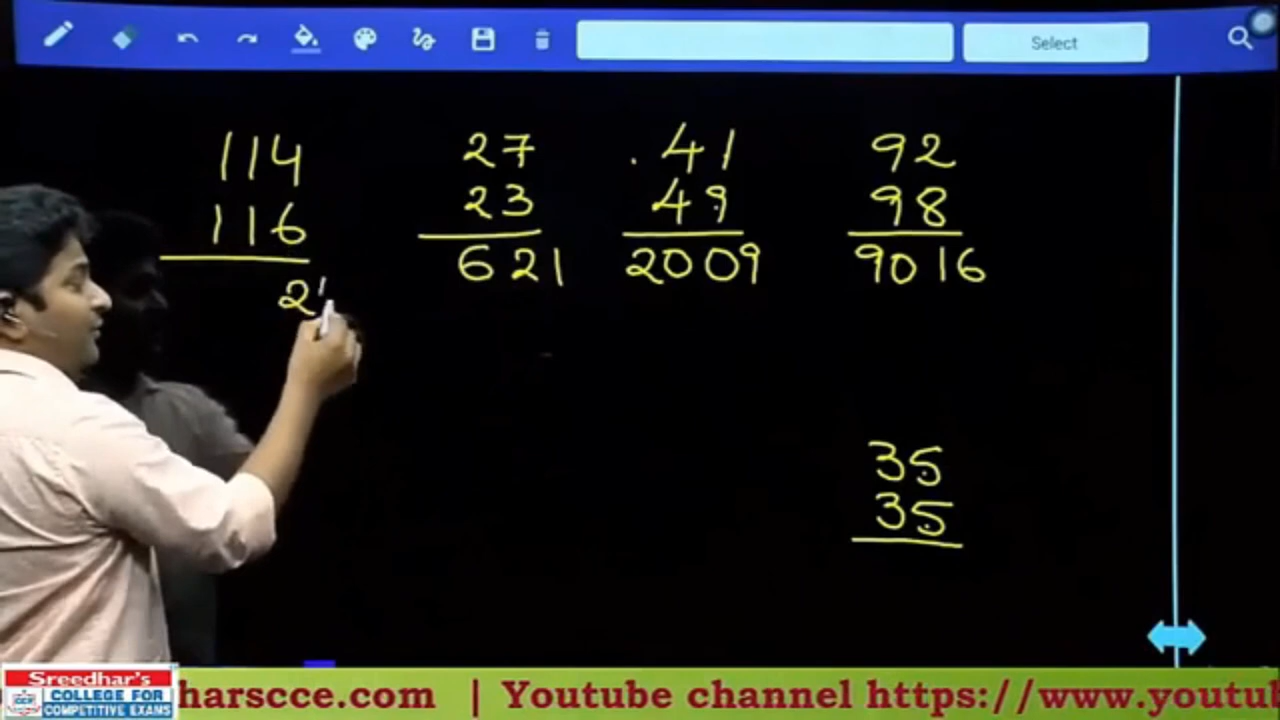 Select
114
116
2
27
23
621
41
49
2009
92
98
9016
35
35
Sreedhar's
COLLEGE FOR
COMPETITIVE EXAMS
harscce.com | Youtube channel https://www.youtu